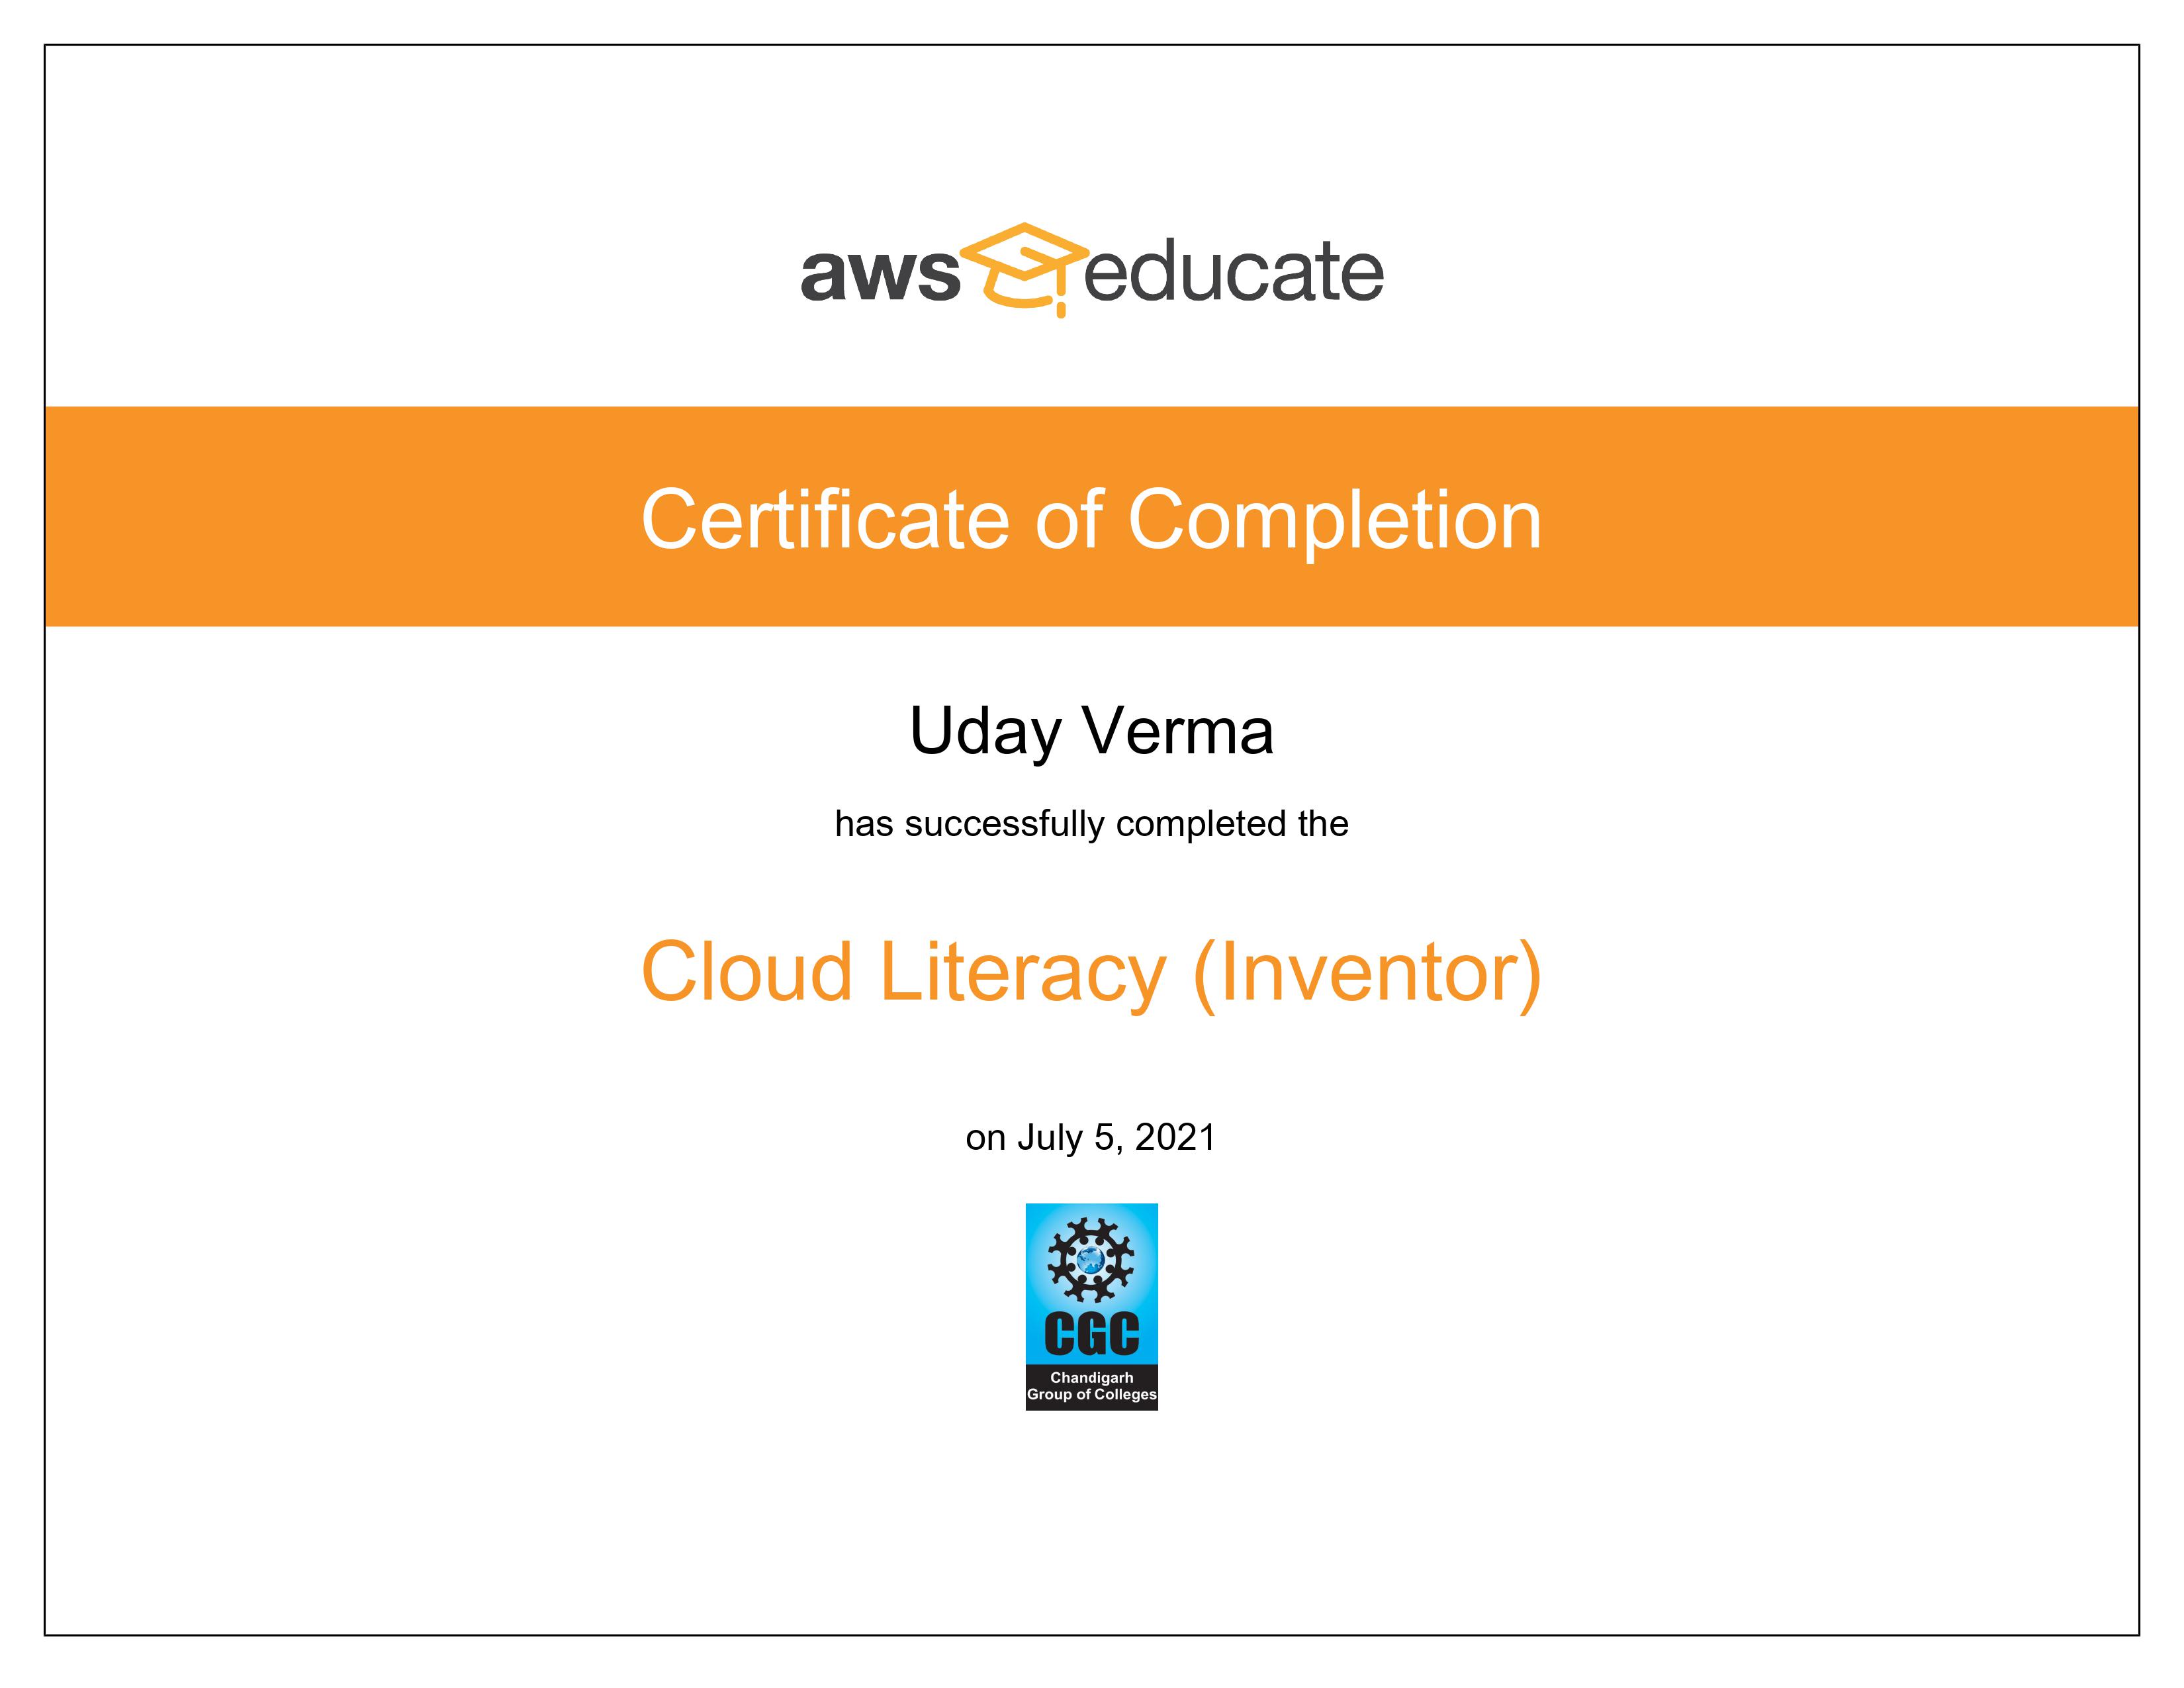 aws educate
Certificate of Completion
Uday Verma
has successfully completed the
Cloud Literacy (Inventor)
on July 5, 2021
CGC
Chandigarh
Group of Colleges